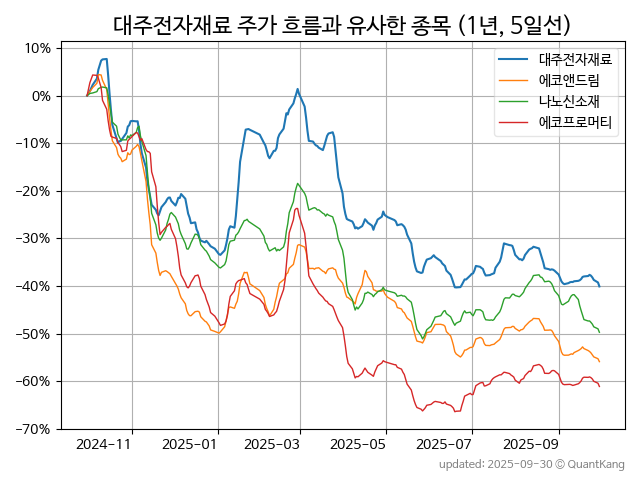 대주전자재료 주가 흐름과 유사한 종목 (1년, 5일선)
10%
0%
−10%
−20%
−30%
−40%
−50%
−60%
−70%
대주전자재료
에코앤드림
나노신소재
에코프로머티
2024-11
2025-01
2025-03
2025-05
2025-07
2025-09
updated: 2025-09-30 © QuantKang